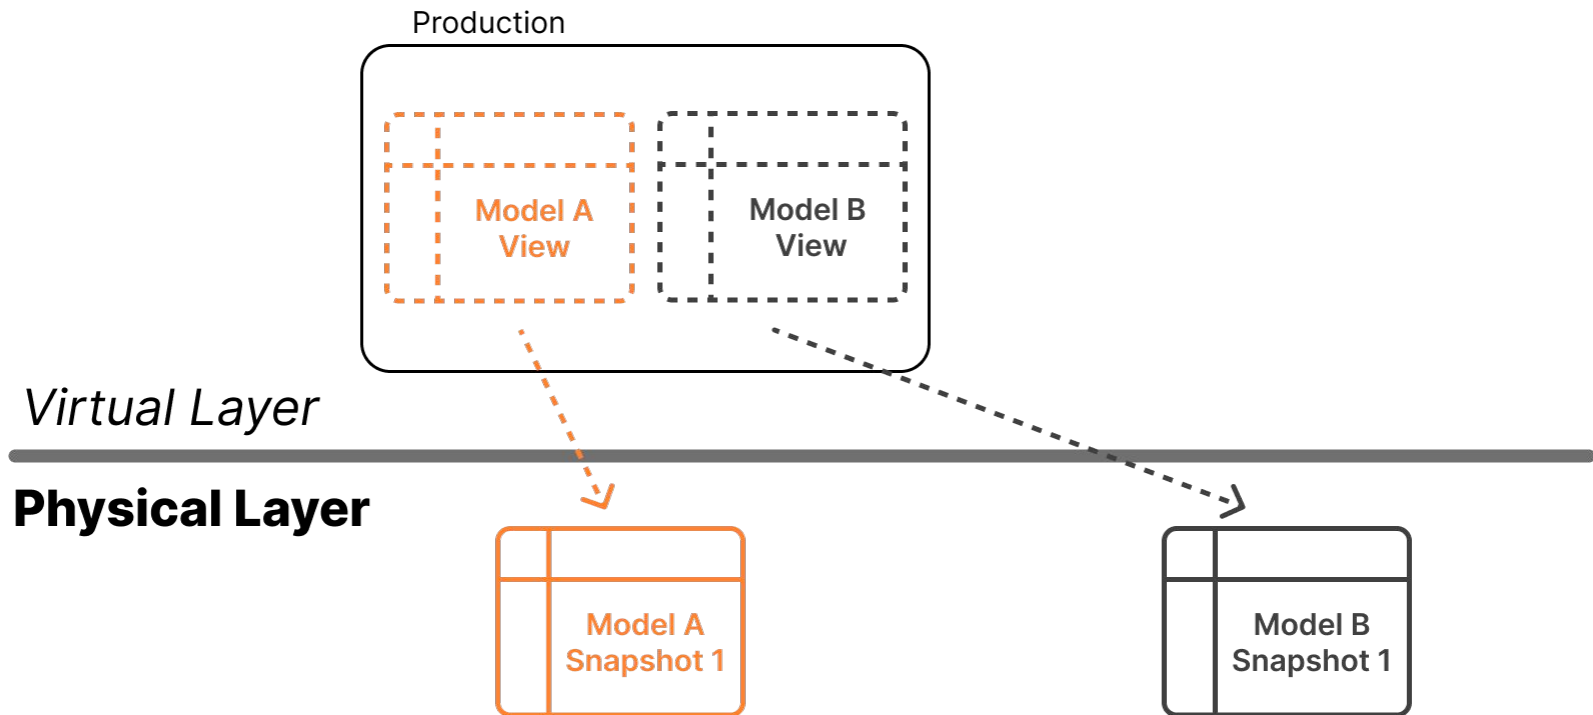 Production
Model A
View
Model B
View
Virtual Layer
Physical Layer
Model A
Snapshot 1
Model B
Snapshot 1